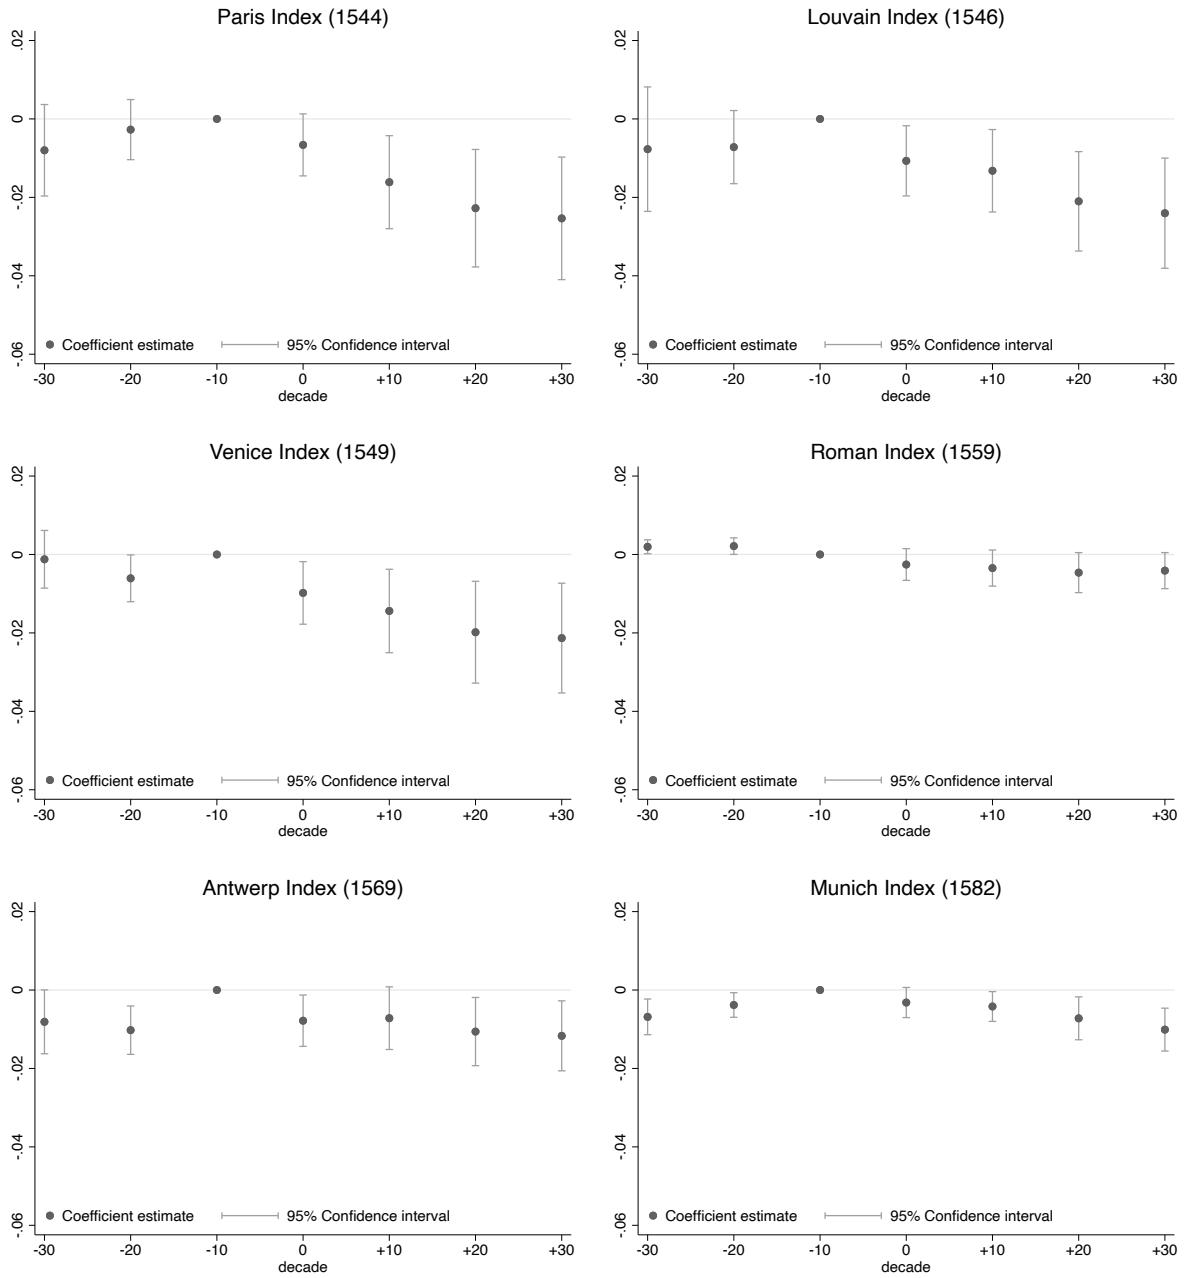 Paris Index (1544)
.02
0
-.02
-.04
-.06
Coefficient estimate 95% Confidence interval
-30 -20 -10 0 +10 +20 +30
decade
Louvain Index (1546)
.02
0
-.02
-.04
-.06
Coefficient estimate 95% Confidence interval
-30 -20 -10 0 +10 +20 +30
decade
Venice Index (1549)
.02
0
-.02
-.04
-.06
Coefficient estimate 95% Confidence interval
-30 -20 -10 0 +10 +20 +30
decade
Roman Index (1559)
.02
0
-.02
-.04
-.06
Coefficient estimate 95% Confidence interval
-30 -20 -10 0 +10 +20 +30
decade
Antwerp Index (1569)
.02
0
-.02
-.04
-.06
Coefficient estimate 95% Confidence interval
-30 -20 -10 0 +10 +20 +30
decade
Munich Index (1582)
.02
0
-.02
-.04
-.06
Coefficient estimate 95% Confidence interval
-30 -20 -10 0 +10 +20 +30
decade